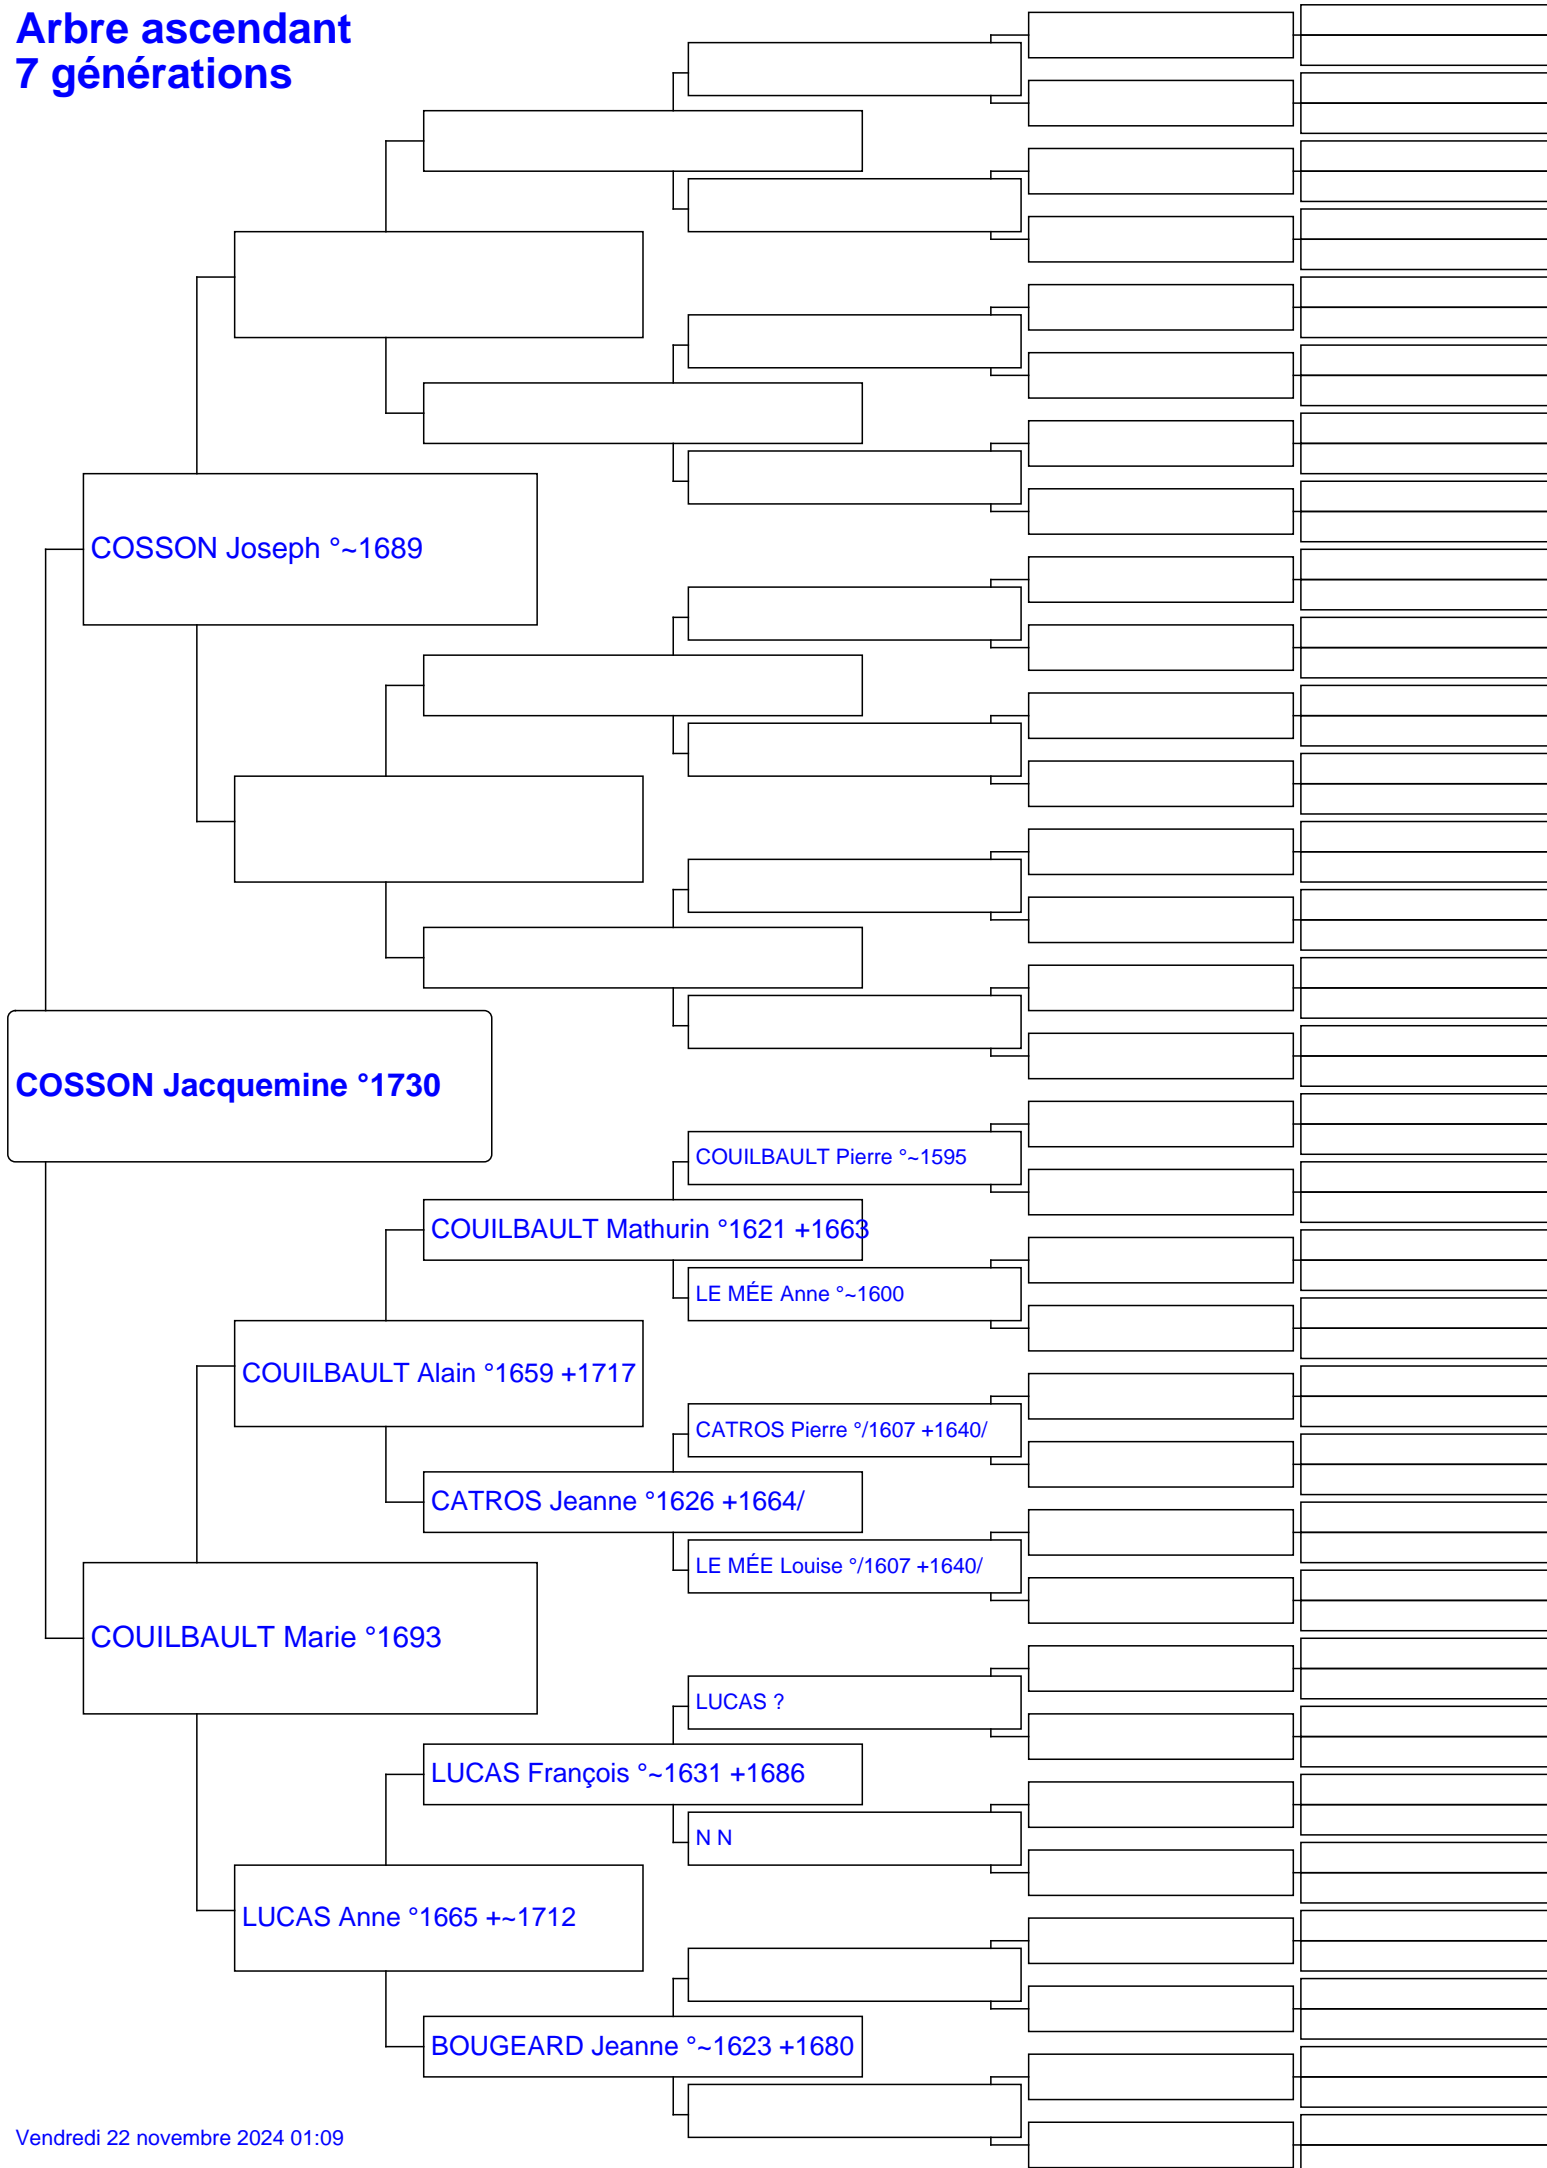 Arbre ascendant
7 générations
COSSON Joseph °~1689
COSSON Jacquemine °1730
COUILBAULT Pierre °~1595
COUILBAULT Mathurin °1621 +1663
LE MÉE Anne °~1600
COUILBAULT Alain °1659 +1717
CATROS Pierre °/1607 +1640/
CATROS Jeanne °1626 +1664/
LE MÉE Louise °/1607 +1640/
COUILBAULT Marie °1693
LUCAS ?
LUCAS François °~1631 +1686
N N
LUCAS Anne °1665 +~1712
BOUGEARD Jeanne °~1623 +1680
Vendredi 22 novembre 2024 01:09